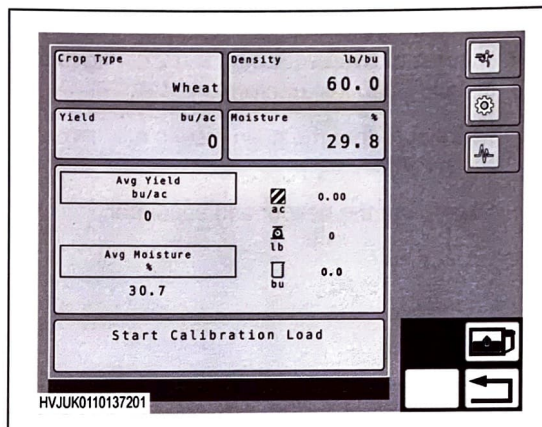 Crop Type
Wheat
Density lb/bu
60.0
Yield bu/ac
0
Moisture %
29.8
Avg Yield
bu/ac
0
Avg Moisture
%
30.7
ac 0.00
lb 0
bu 0.0
Start Calibration Load
HVJUK0110137201